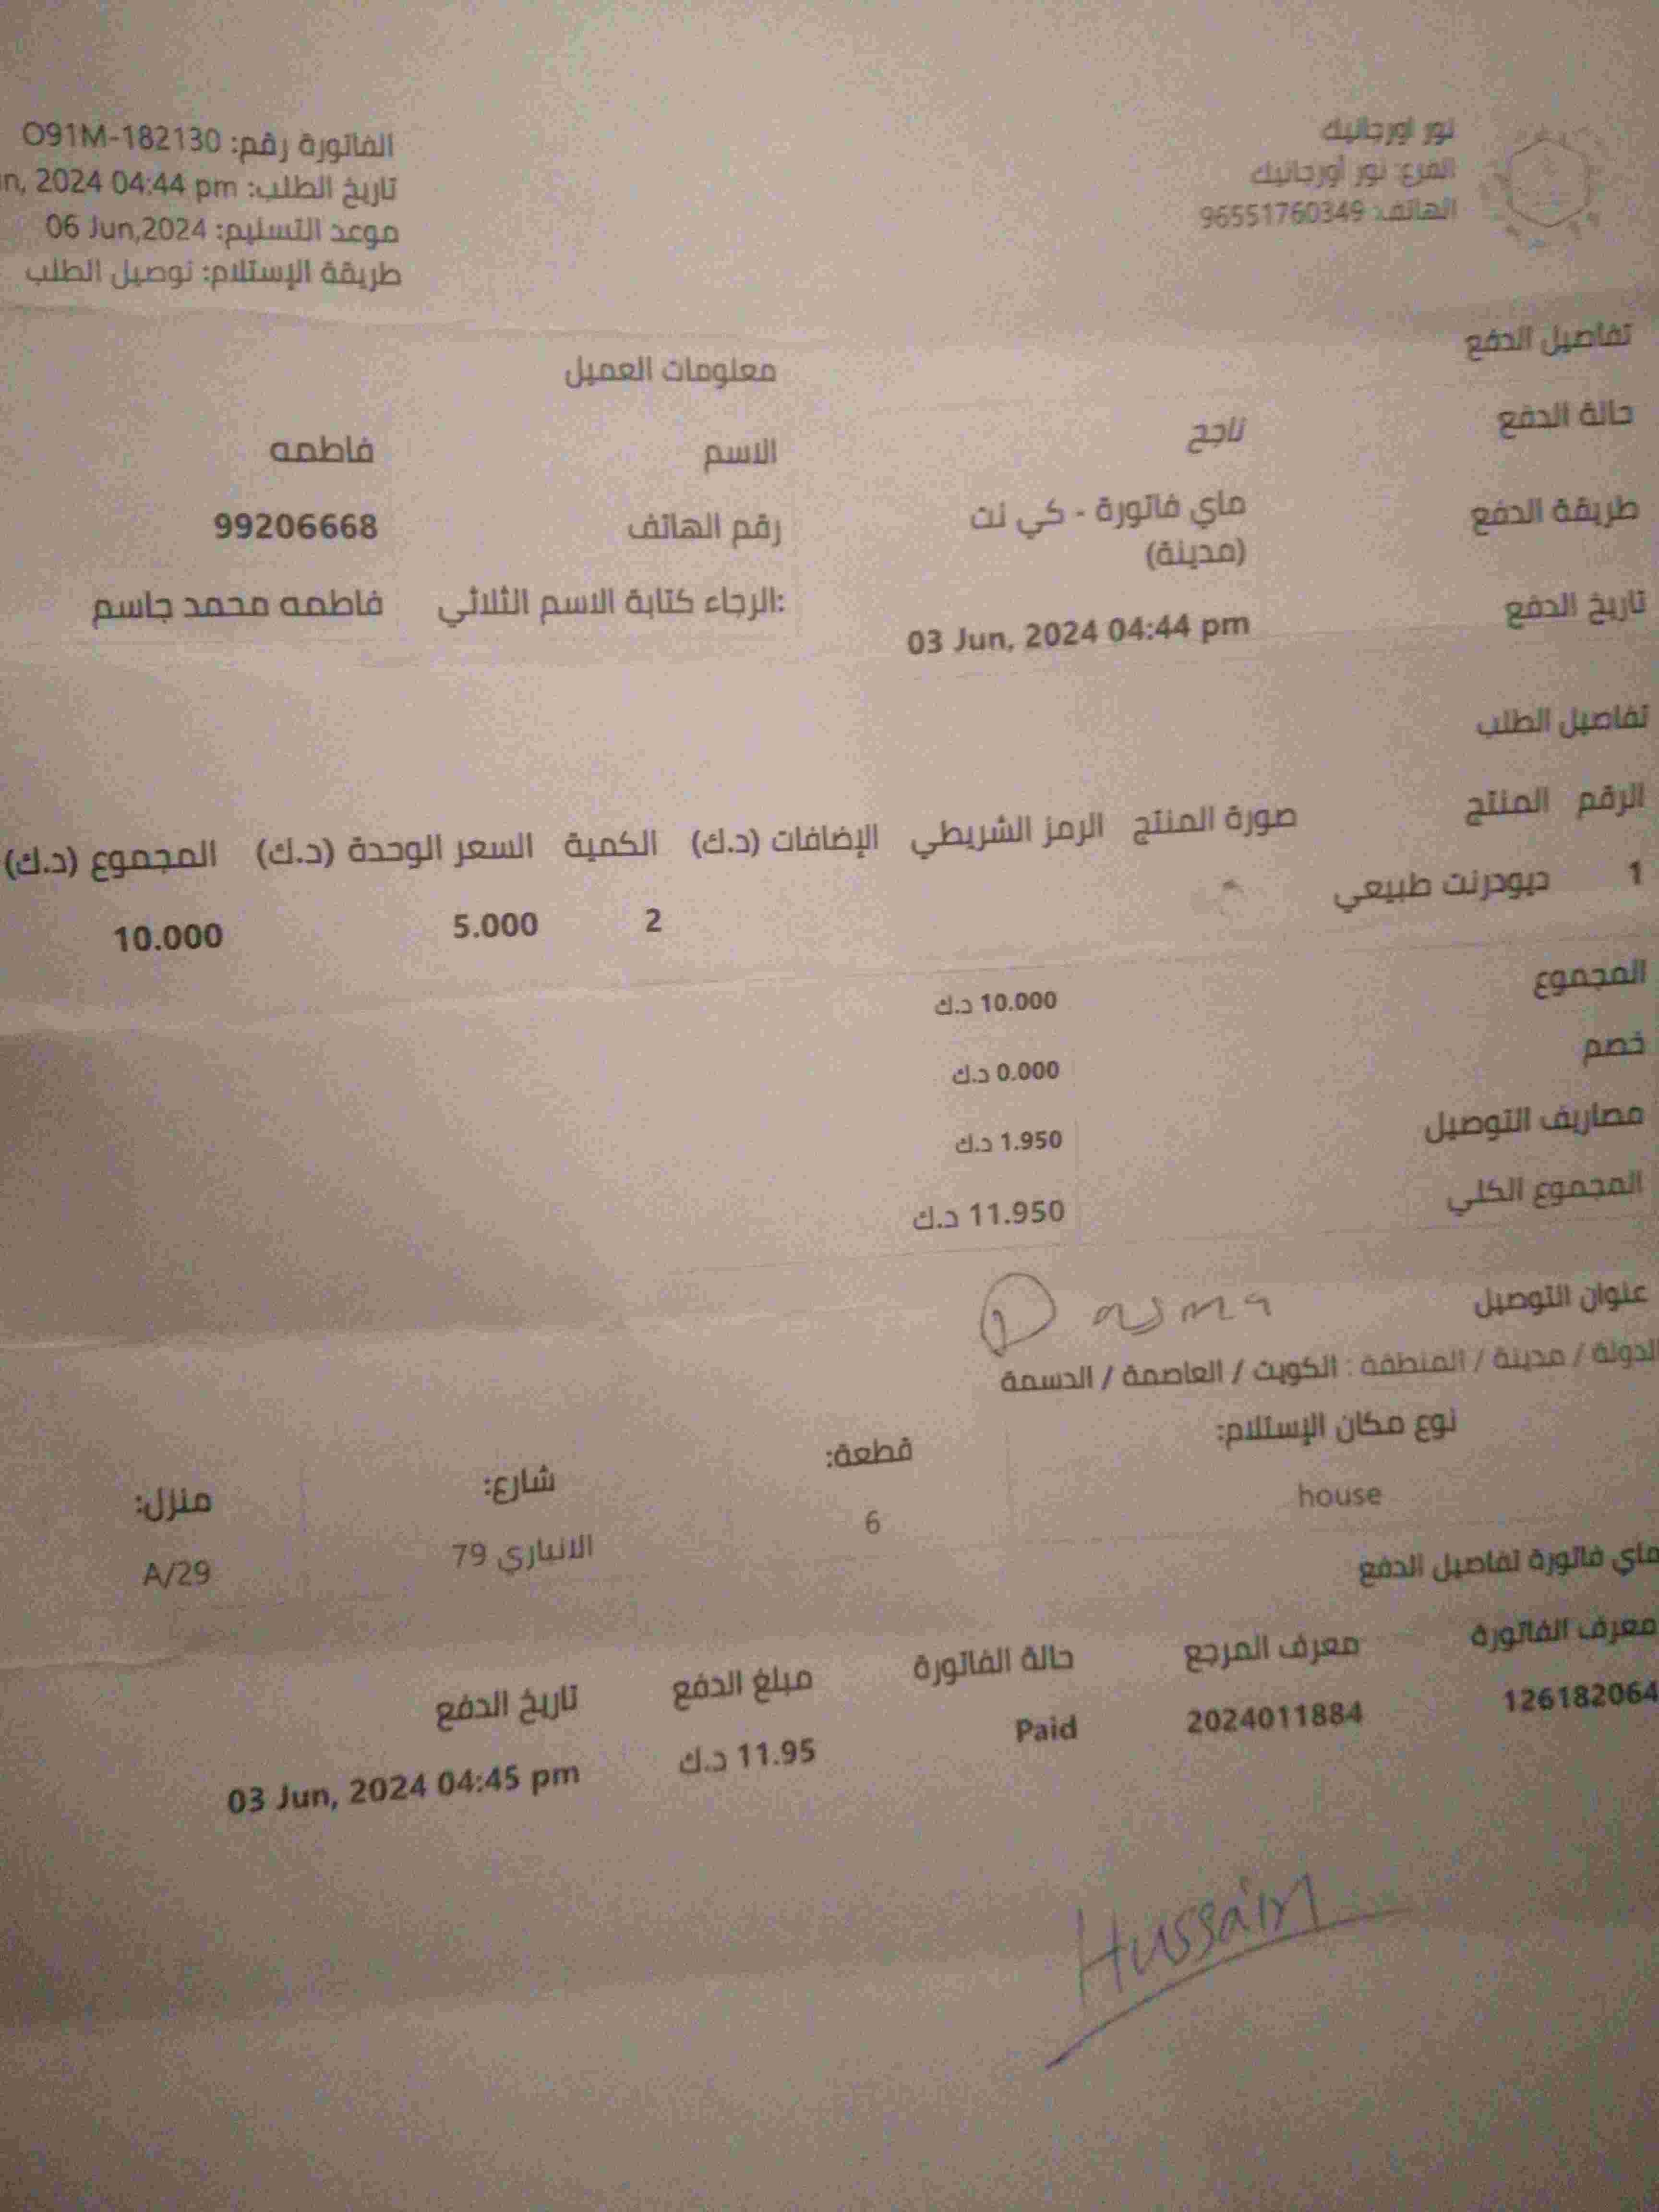 نور اورجانيك
الفرع: نور أورجانيك
الهاتف: 96551760349
الفاتورة رقم: O91M-182130
تاريخ الطلب: n, 2024 04:44 pm
موعد التسليم: 06 Jun,2024
طريقة الإستلام: توصيل الطلب
تفاصيل الدفع
حالة الدفع ناجح
طريقة الدفع ماي فاتورة - كي نت
(مدينة)
تاريخ الدفع 03 Jun, 2024 04:44 pm
معلومات العميل
الاسم فاطمه
رقم الهاتف 99206668
الرجاء كتابة الاسم الثلاثي: فاطمه محمد جاسم
تفاصيل الطلب
الرقم المنتج صورة المنتج الرمز الشريطي الإضافات (د.ك) الكمية السعر الوحدة (د.ك) المجموع (د.ك)
1 ديودرنت طبيعي 2 5.000 10.000
المجموع 10.000 د.ك
خصم 0.000 د.ك
مصاريف التوصيل 1.950 د.ك
المجموع الكلي 11.950 د.ك
عنوان التوصيل
الدولة / مدينة / المنطقة : الكويت / العاصمة / الدسمة
نوع مكان الإستلام: قطعة: شارع: منزل:
house 6 الانباري 79 A/29
ماي فاتورة تفاصيل الدفع
معرف الفاتورة معرف المرجع حالة الفاتورة مبلغ الدفع تاريخ الدفع
126182064 2024011884 Paid 11.95 د.ك 03 Jun, 2024 04:45 pm
Hussain